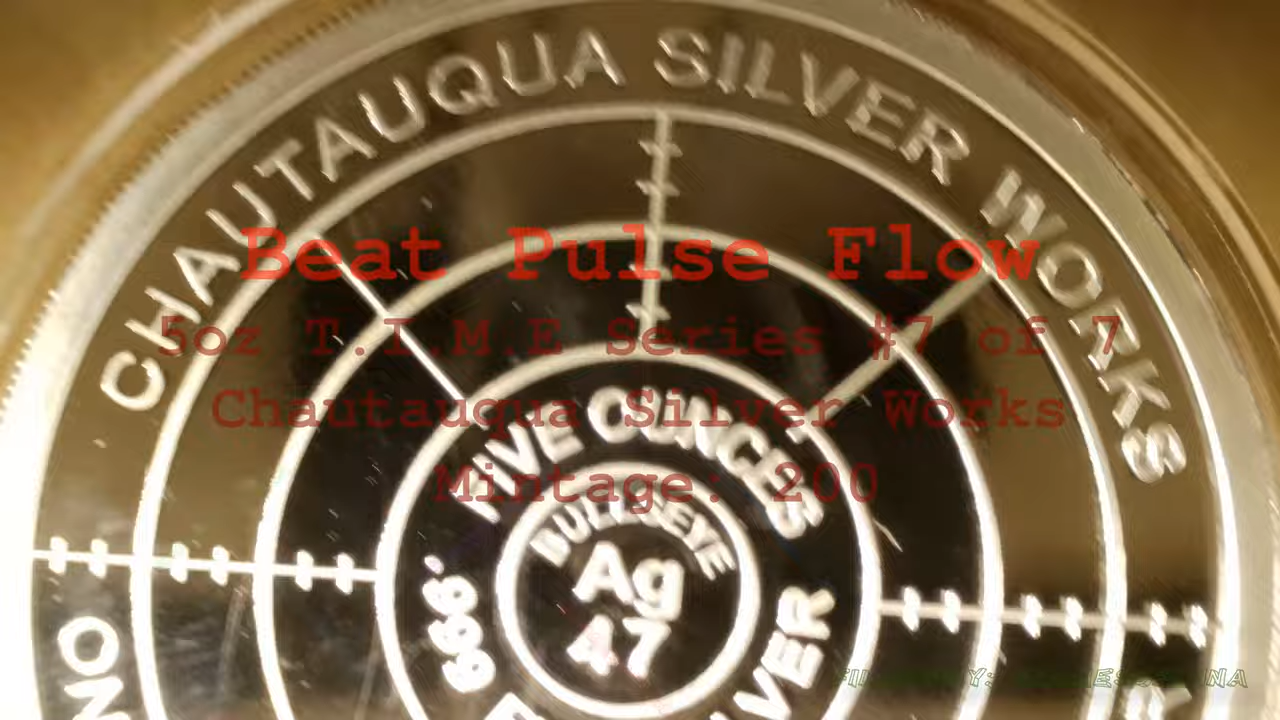 CHAUTAUQUA SILVER WORKS
Beat Pulse Flow
5oz T.I.M.E Series #7 of 7
Chautauqua Silver Works
Mintage: 200
FIVE OUNCES
BULLSEYE
Ag
47
.999